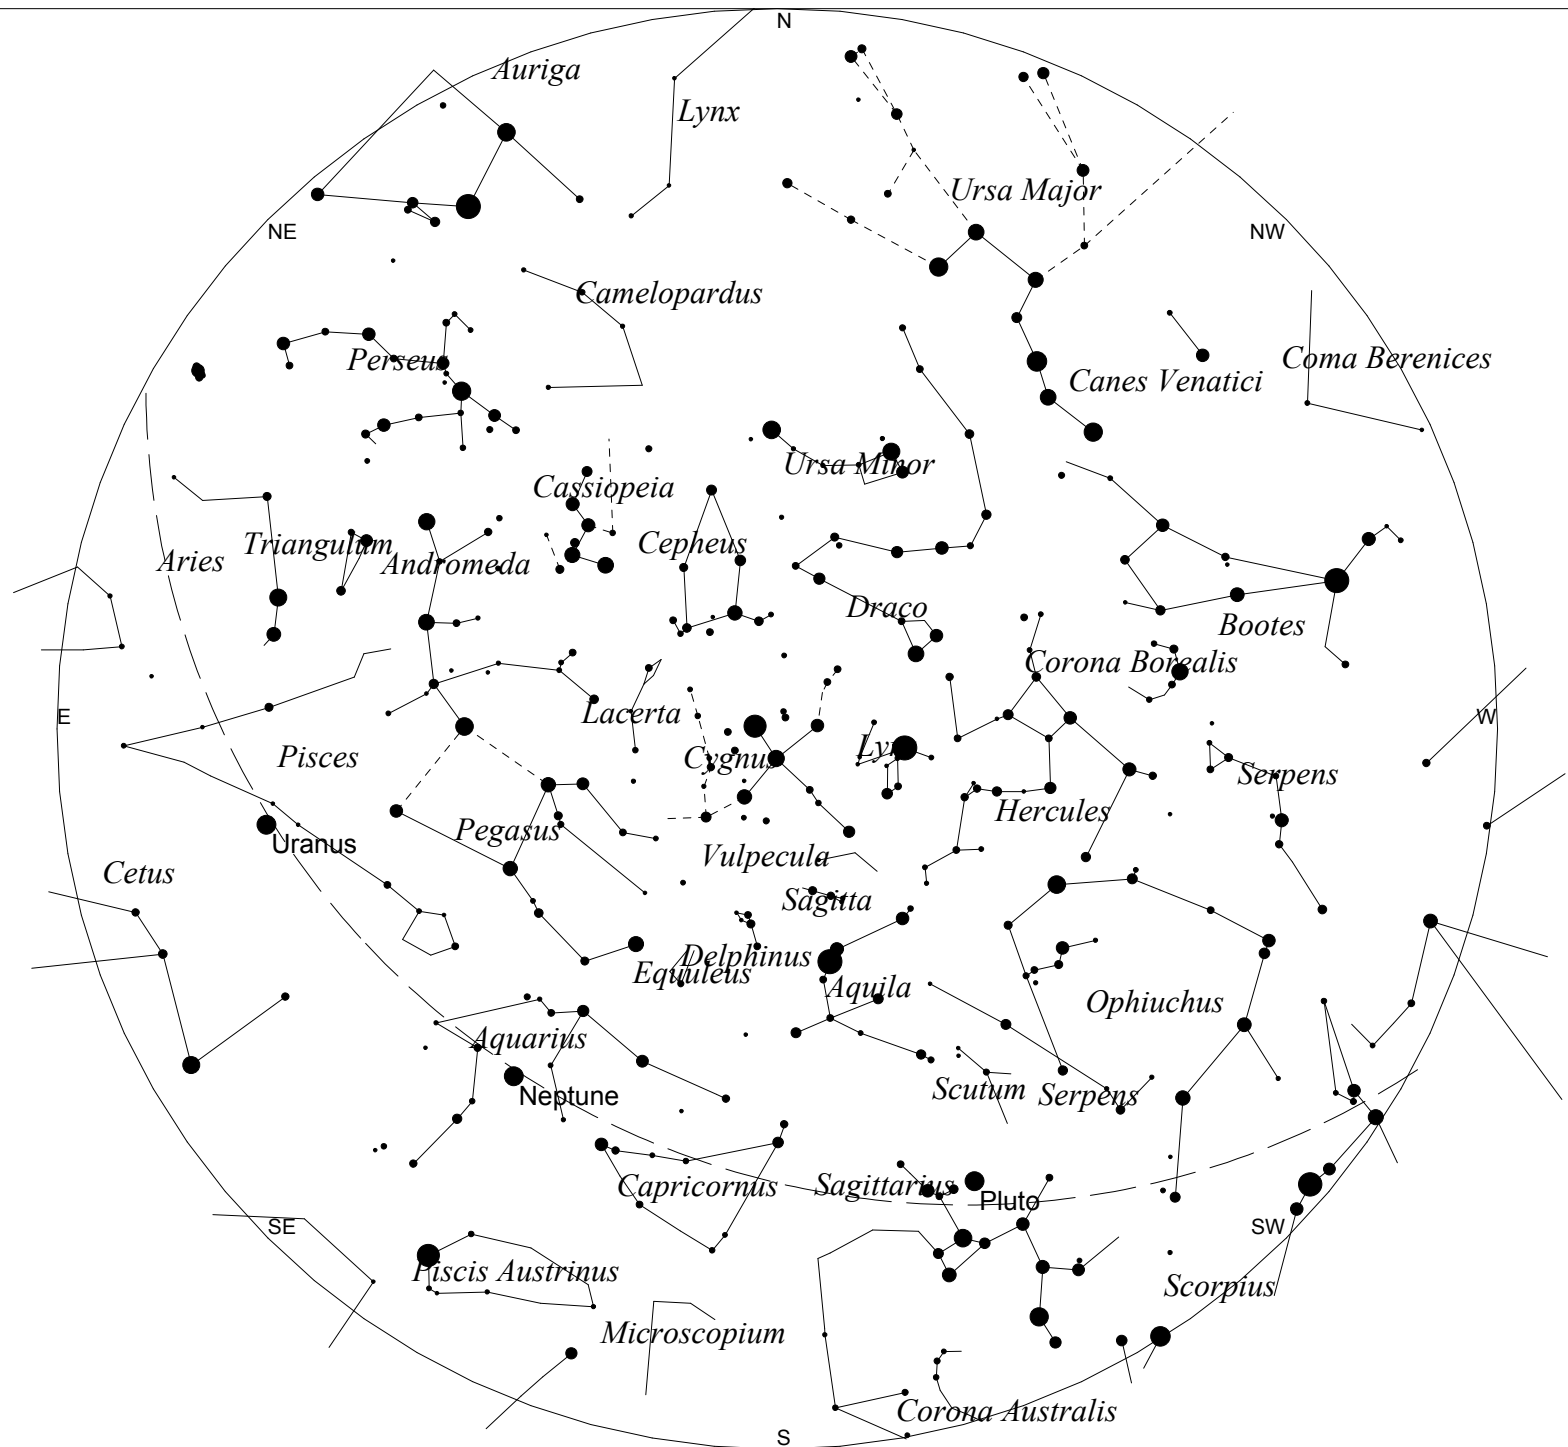 N
Auriga
Lynx
Ursa Major
NE
NW
Camelopardus
Perseus
Coma Berenices
Canes Venatici
Ursa Minor
Cassiopeia
Cepheus
Triangulum
Aries
Andromeda
Draco
Bootes
Corona Borealis
Lacerta
E
W
Lyra
Pisces
Cygnus
Serpens
Hercules
Pegasus
Uranus
Vulpecula
Cetus
Sagitta
Delphinus
Equuleus
Aquila
Ophiuchus
Aquarius
Scutum
Serpens
Neptune
Capricornus
Sagittarius
Pluto
SE
SW
Piscis Austrinus
Scorpius
Microscopium
Corona Australis
S